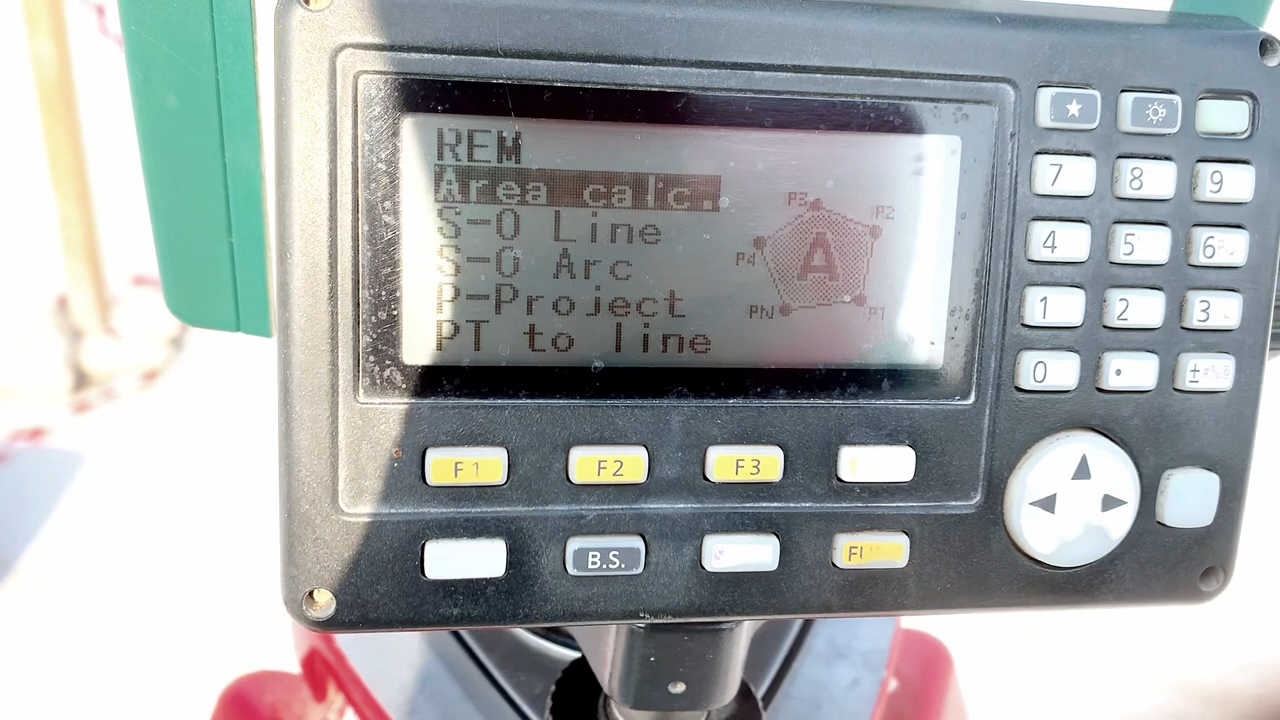 REM
Area calc.
S-O Line
S-O Arc
P-Project
PT to line
P3
P2
P4
A
PN
P1
7 8 9
4 5 6
1 2 3
0 . ±
F1 F2 F3
B.S.